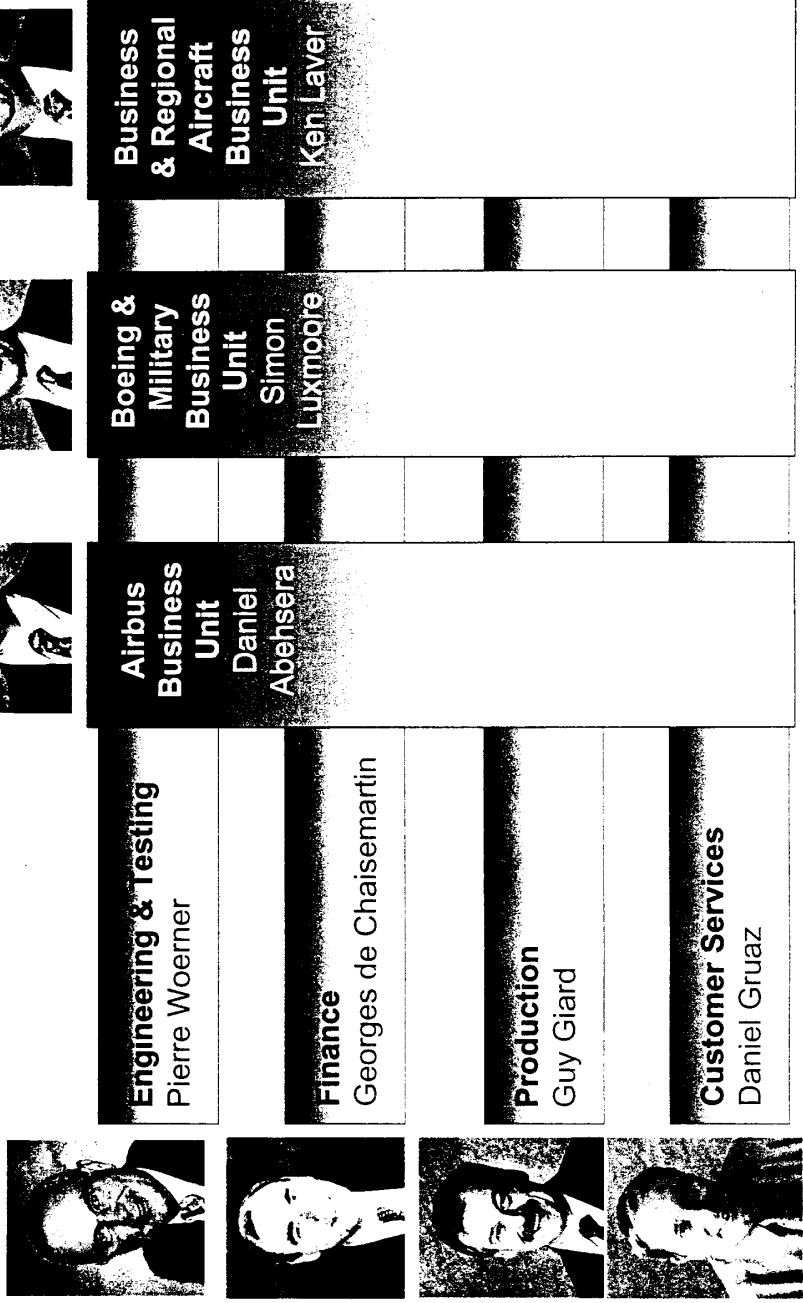 Airbus
Business
Unit
Daniel
Abehsera
Boeing &
Military
Business
Unit
Simon
Luxmoore
Business
& Regional
Aircraft
Business
Unit
Ken Laver
Engineering & Testing
Pierre Woerner
Finance
Georges de Chaisemartin
Production
Guy Giard
Customer Services
Daniel Gruaz